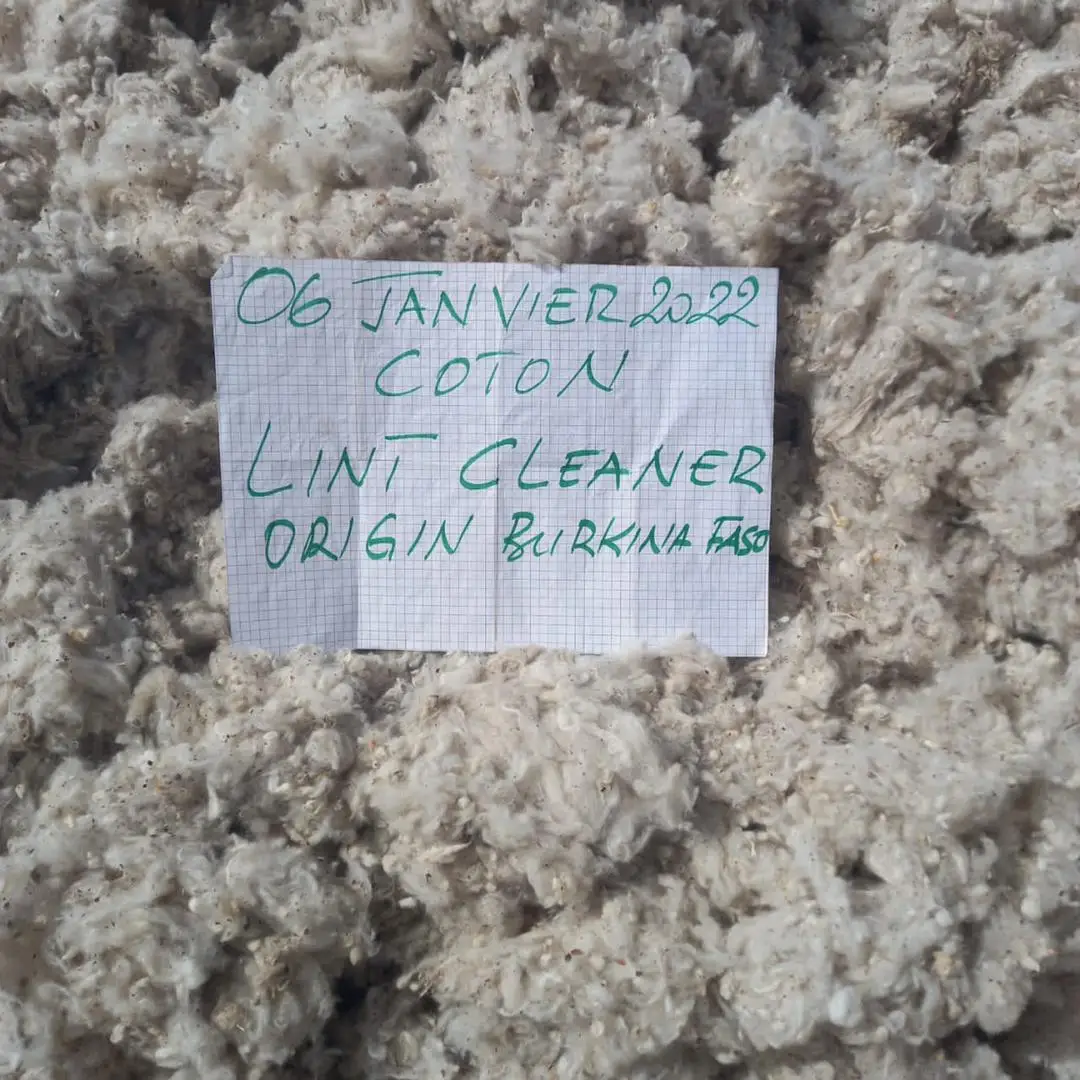 06 JANVIER 2022
COTON
LINT CLEANER
ORIGIN BURKINA FASO